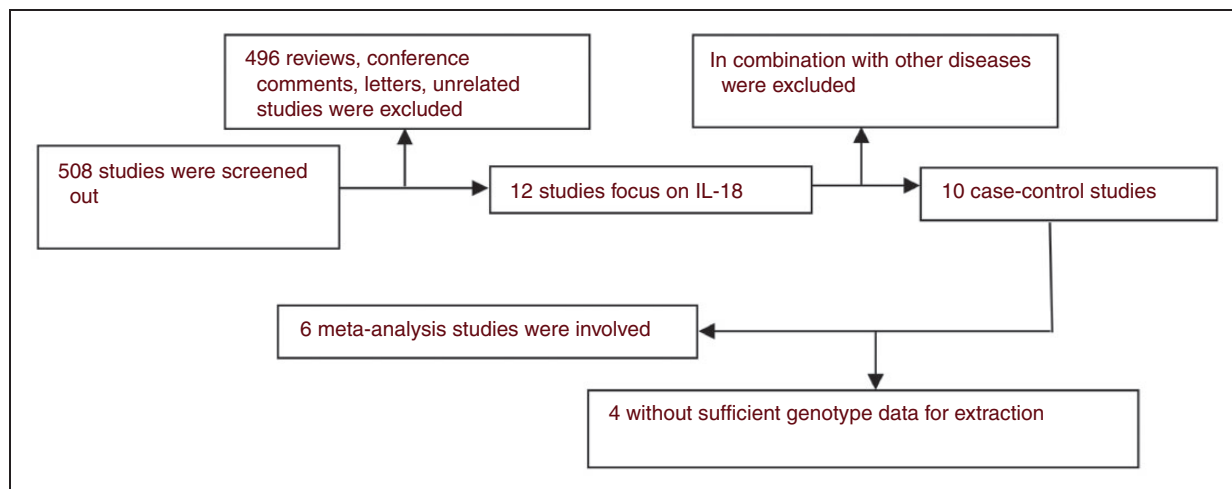 496 reviews, conference
comments, letters, unrelated
studies were excluded
In combination with other diseases
were excluded
508 studies were screened
out
12 studies focus on IL-18
10 case-control studies
6 meta-analysis studies were involved
4 without sufficient genotype data for extraction